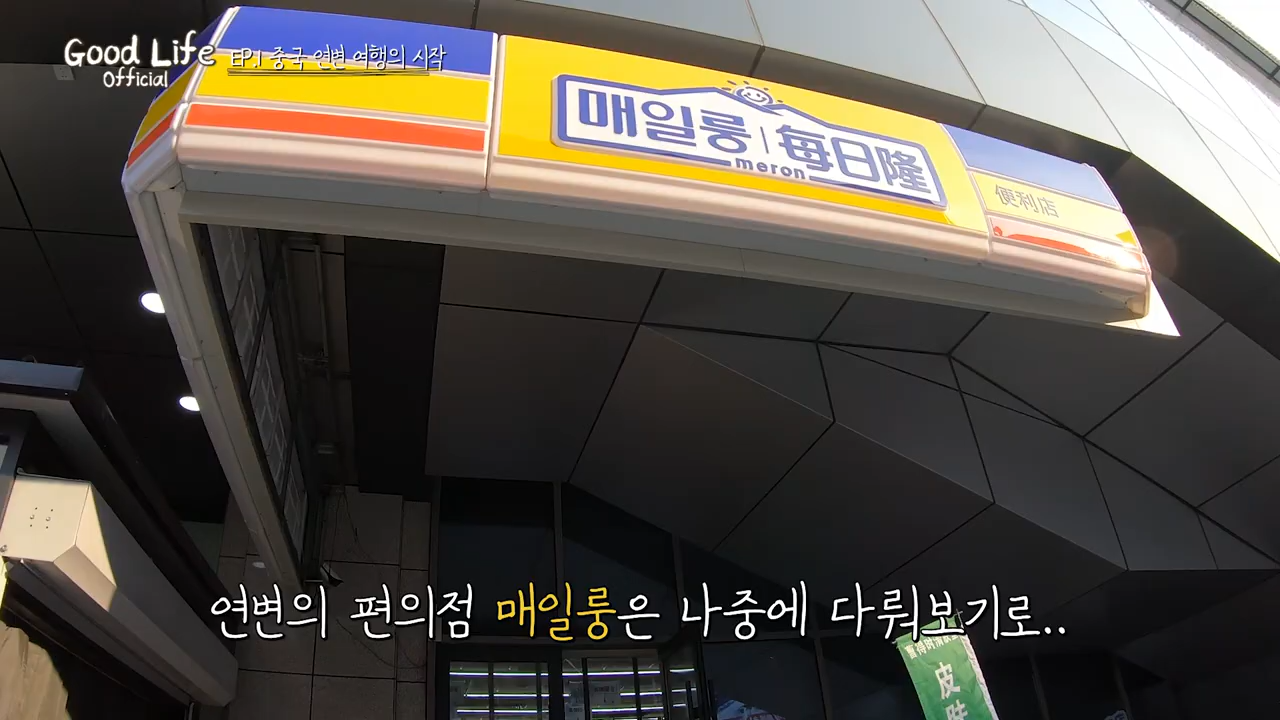 Good Life
Official
EP.1 중국 연변 여행의 시작
매일룽 | 每日隆
meron
便利店
연변의 편의점 매일룽은 나중에 다뤄보기로..
皮肤